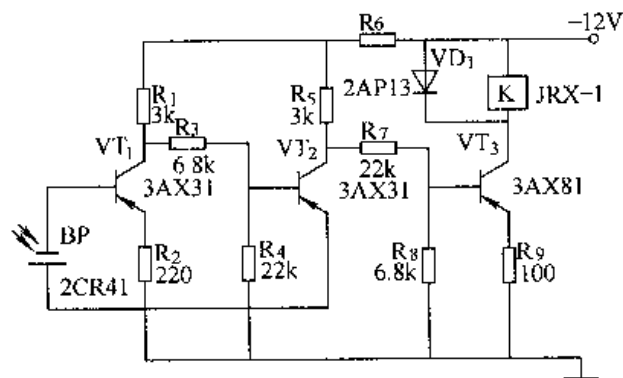 R6
−12V
VD1
2AP13
K
JRX−1
R1
3k
R5
3k
R3
6.8k
R7
22k
VT1
VT2
VT3
3AX31
3AX31
3AX81
BP
2CR41
R2
220
R4
22k
R8
6.8k
R9
100